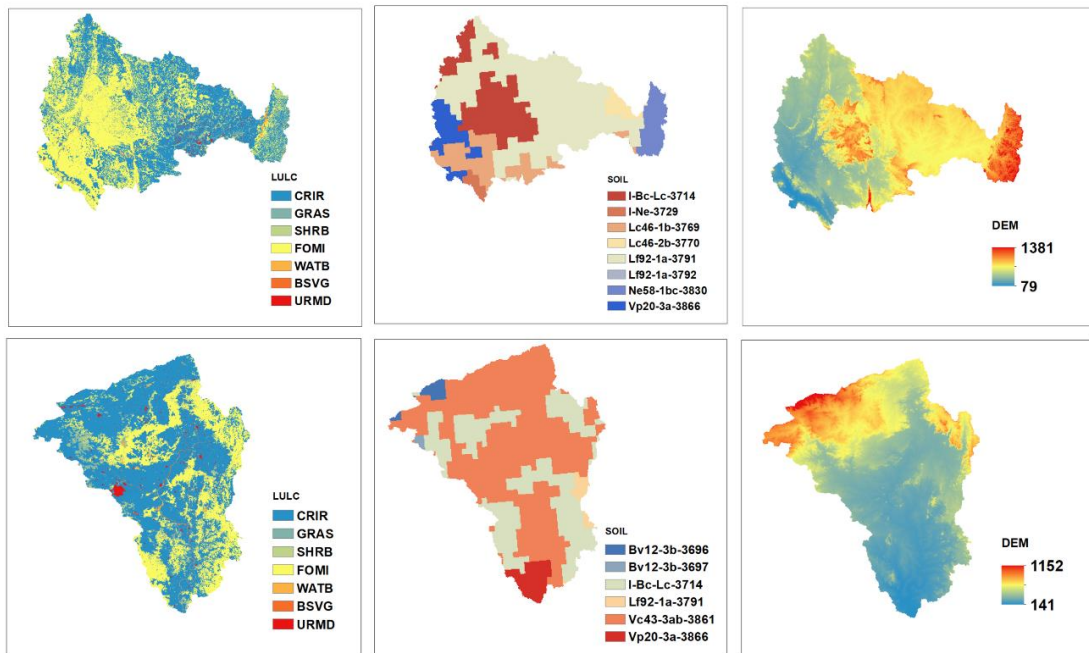 LULC
CRIR
GRAS
SHRB
FOMI
WATB
BSVG
URMD
SOIL
I-Bc-Lc-3714
I-Ne-3729
Lc46-1b-3769
Lc46-2b-3770
Lf92-1a-3791
Lf92-1a-3792
Ne58-1bc-3830
Vp20-3a-3866
DEM
1381
79
LULC
CRIR
GRAS
SHRB
FOMI
WATB
BSVG
URMD
SOIL
Bv12-3b-3696
Bv12-3b-3697
I-Bc-Lc-3714
Lf92-1a-3791
Vc43-3ab-3861
Vp20-3a-3866
DEM
1152
141